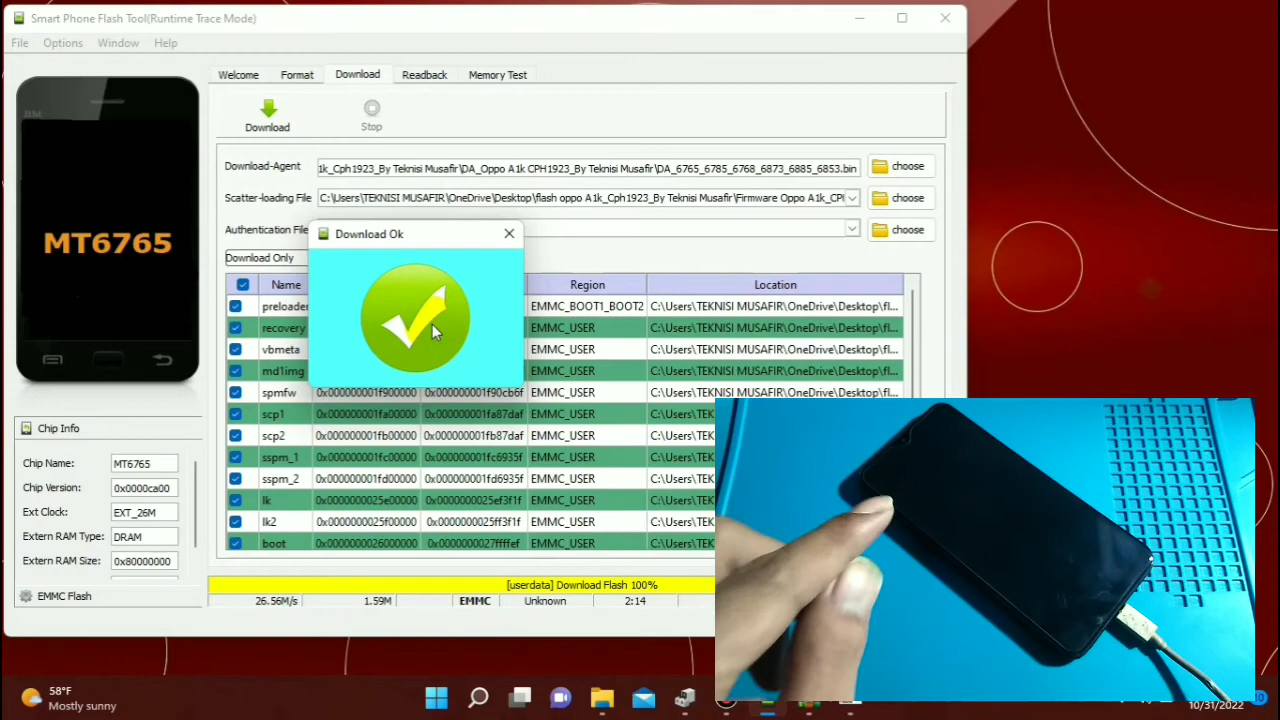 Smart Phone Flash Tool(Runtime Trace Mode)
File Options Window Help
Welcome Format Download Readback Memory Test
BM
MT6765
Download Stop
Download-Agent 1k_Cph1923_By Teknisi Musafir\DA_Oppo A1k CPH1923_By Teknisi Musafir\DA_6765_6785_6768_6873_6885_6853.bin choose
Scatter-loading File C:\Users\TEKNISI MUSAFIR\OneDrive\Desktop\flash oppo A1k_Cph1923_By Teknisi Musafir\Firmware Oppo A1k_CPI choose
Authentication File choose
Download Ok
Download Only
Name Region Location
preloader EMMC_BOOT1_BOOT2 C:\Users\TEKNISI MUSAFIR\OneDrive\Desktop\fl...
recovery EMMC_USER C:\Users\TEKNISI MUSAFIR\OneDrive\Desktop\fl...
vbmeta EMMC_USER C:\Users\TEKNISI MUSAFIR\OneDrive\Desktop\fl...
md1img EMMC_USER C:\Users\TEKNISI MUSAFIR\OneDrive\Desktop\fl...
spmfw 0x000000001f900000 0x000000001f90cb6f EMMC_USER C:\Users\TEKNISI MUSAFIR\OneDrive\Desktop\fl...
scp1 0x000000001fa00000 0x000000001fa87daf EMMC_USER C:\Users\TEK
scp2 0x000000001fb00000 0x000000001fb87daf EMMC_USER C:\Users\TEK
sspm_1 0x000000001fc00000 0x000000001fc6935f EMMC_USER C:\Users\TEK
sspm_2 0x000000001fd00000 0x000000001fd6935f EMMC_USER C:\Users\TEK
lk 0x0000000025e00000 0x0000000025ef3f1f EMMC_USER C:\Users\TEK
lk2 0x0000000025f00000 0x0000000025ff3f1f EMMC_USER C:\Users\TEK
boot 0x0000000026000000 0x0000000027ffffef EMMC_USER C:\Users\TEK
Chip Info
Chip Name: MT6765
Chip Version: 0x0000ca00
Ext Clock: EXT_26M
Extern RAM Type: DRAM
Extern RAM Size: 0x80000000
EMMC Flash
[userdata] Download Flash 100%
26.56M/s 1.59M EMMC Unknown 2:14
58°F
Mostly sunny
10/31/2022